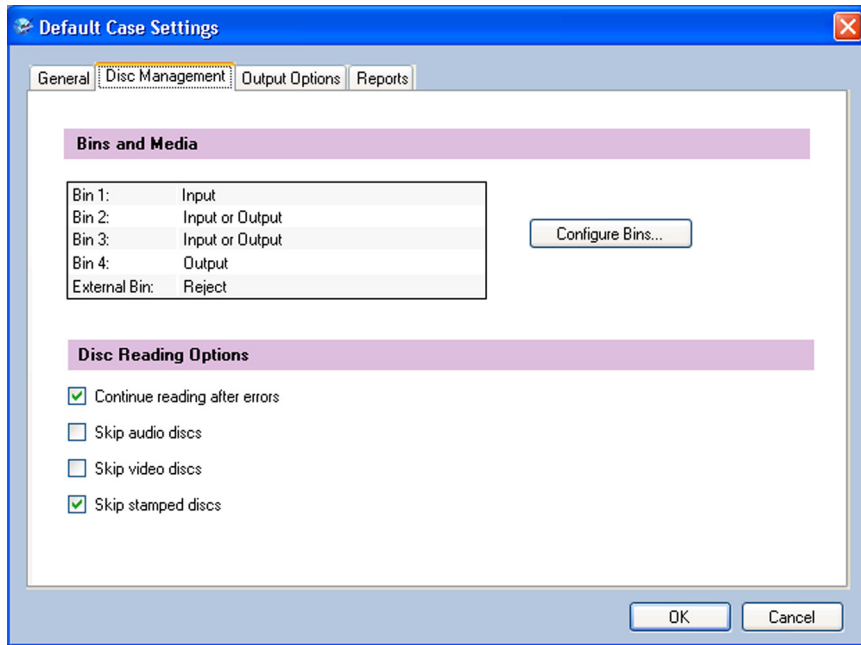 Default Case Settings
General Disc Management Output Options Reports
Bins and Media
Bin 1: Input
Bin 2: Input or Output
Bin 3: Input or Output
Bin 4: Output
External Bin: Reject
Configure Bins...
Disc Reading Options
Continue reading after errors
Skip audio discs
Skip video discs
Skip stamped discs
OK Cancel